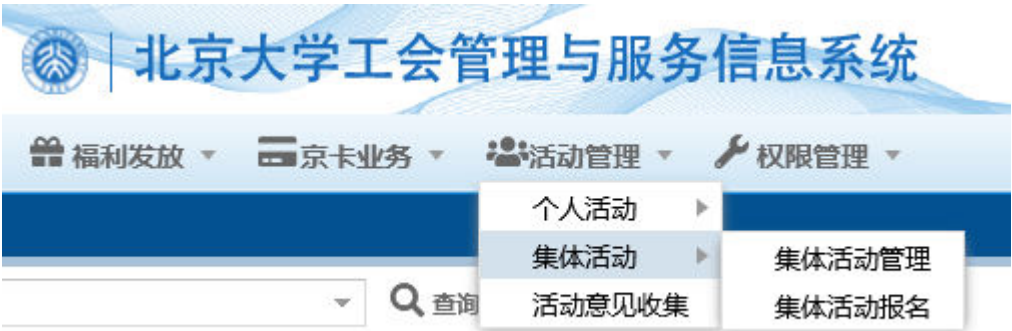 北京大学工会管理与服务信息系统
福利发放 京卡业务 活动管理 权限管理
个人活动
集体活动 集体活动管理
查询 活动意见收集 集体活动报名